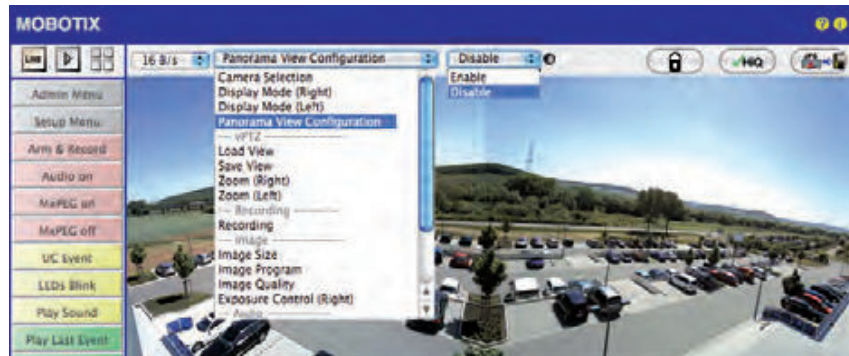 MOBOTIX
LIVE
16 B/s Panorama View Configuration Disable
HiQ
Camera Selection
Display Mode (Right)
Display Mode (Left)
Panorama View Configuration
--- vPTZ ---
Load View
Save View
Zoom (Right)
Zoom (Left)
--- Recording ---
Recording
--- Image ---
Image Size
Image Program
Image Quality
Exposure Control (Right)
--- Audio ---
Enable
Disable
Admin Menu
Setup Menu
Arm & Record
Audio on
MxPEG on
MxPEG off
UC Event
LEDs Blink
Play Sound
Play Last Event